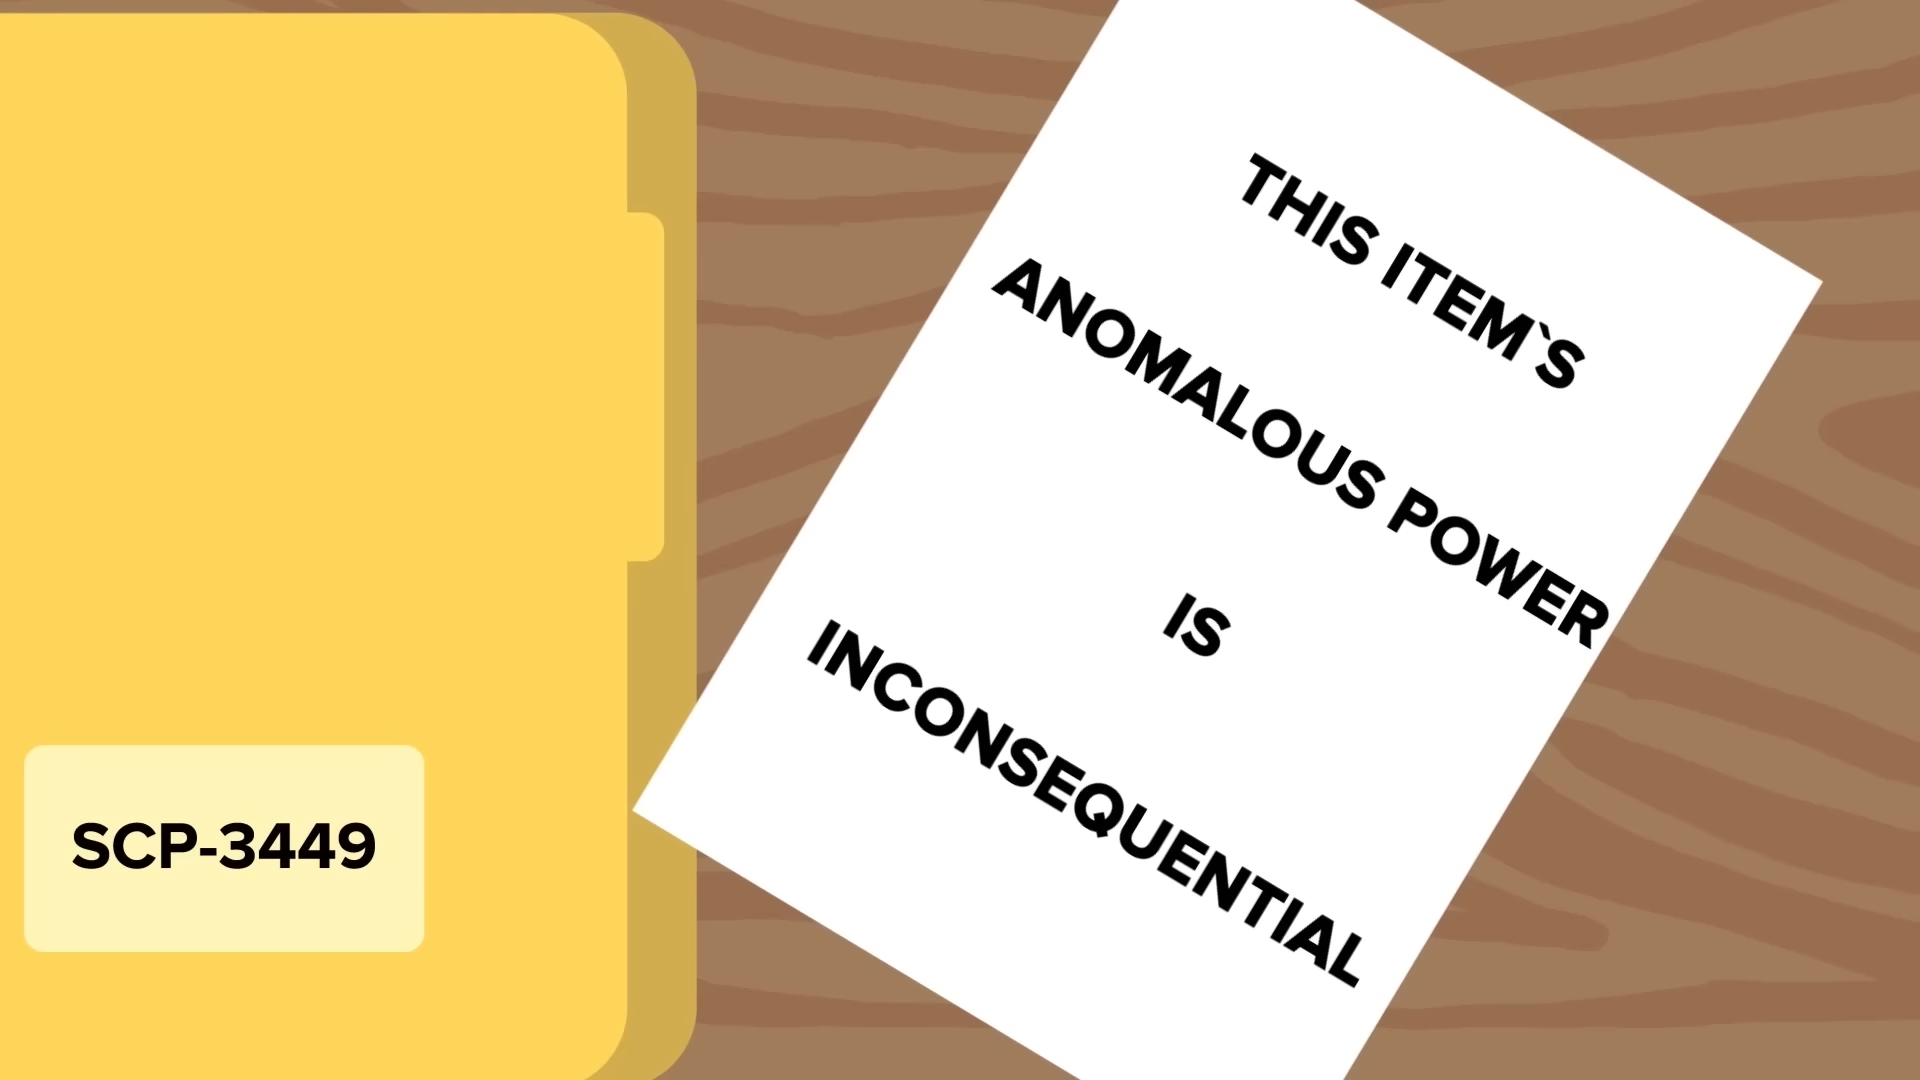 SCP-3449
THIS ITEM`S
ANOMALOUS POWER
IS
INCONSEQUENTIAL